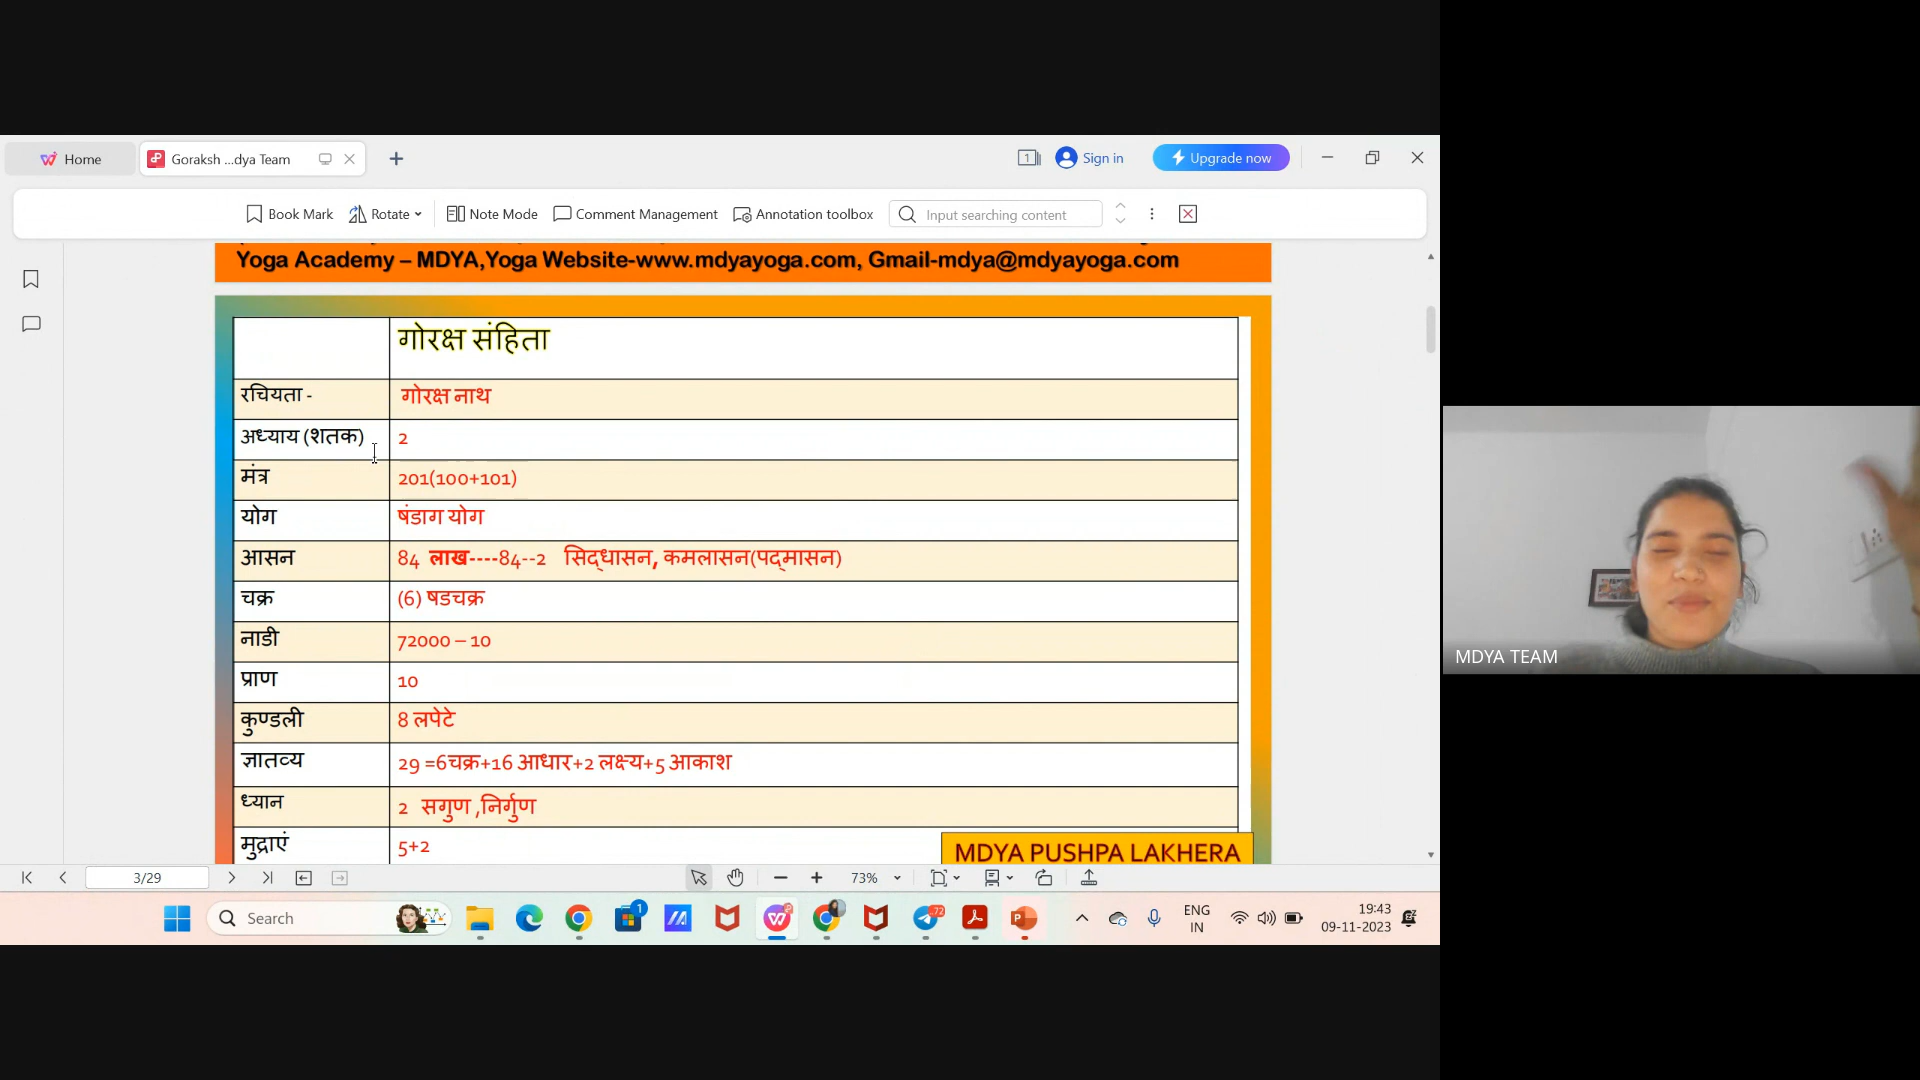 Home
Goraksh ...dya Team
1
Sign in
Upgrade now
Book Mark
Rotate
Note Mode
Comment Management
Annotation toolbox
Input searching content
Yoga Academy – MDYA,Yoga Website-www.mdyayoga.com, Gmail-mdya@mdyayoga.com
गोरक्ष संहिता
रचियता - गोरक्ष नाथ
अध्याय (शतक) 2
मंत्र 201(100+101)
योग षंडाग योग
आसन 84 लाख----84--2 सिद्धासन, कमलासन(पद्मासन)
चक्र (6) षडचक्र
नाडी 72000 – 10
प्राण 10
कुण्डली 8 लपेटे
ज्ञातव्य 29 =6चक्र+16 आधार+2 लक्ष्य+5 आकाश
ध्यान 2 सगुण ,निर्गुण
मुद्राएं 5+2
MDYA PUSHPA LAKHERA
MDYA TEAM
3/29
73%
Search
1
72
ENG
IN
19:43
09-11-2023